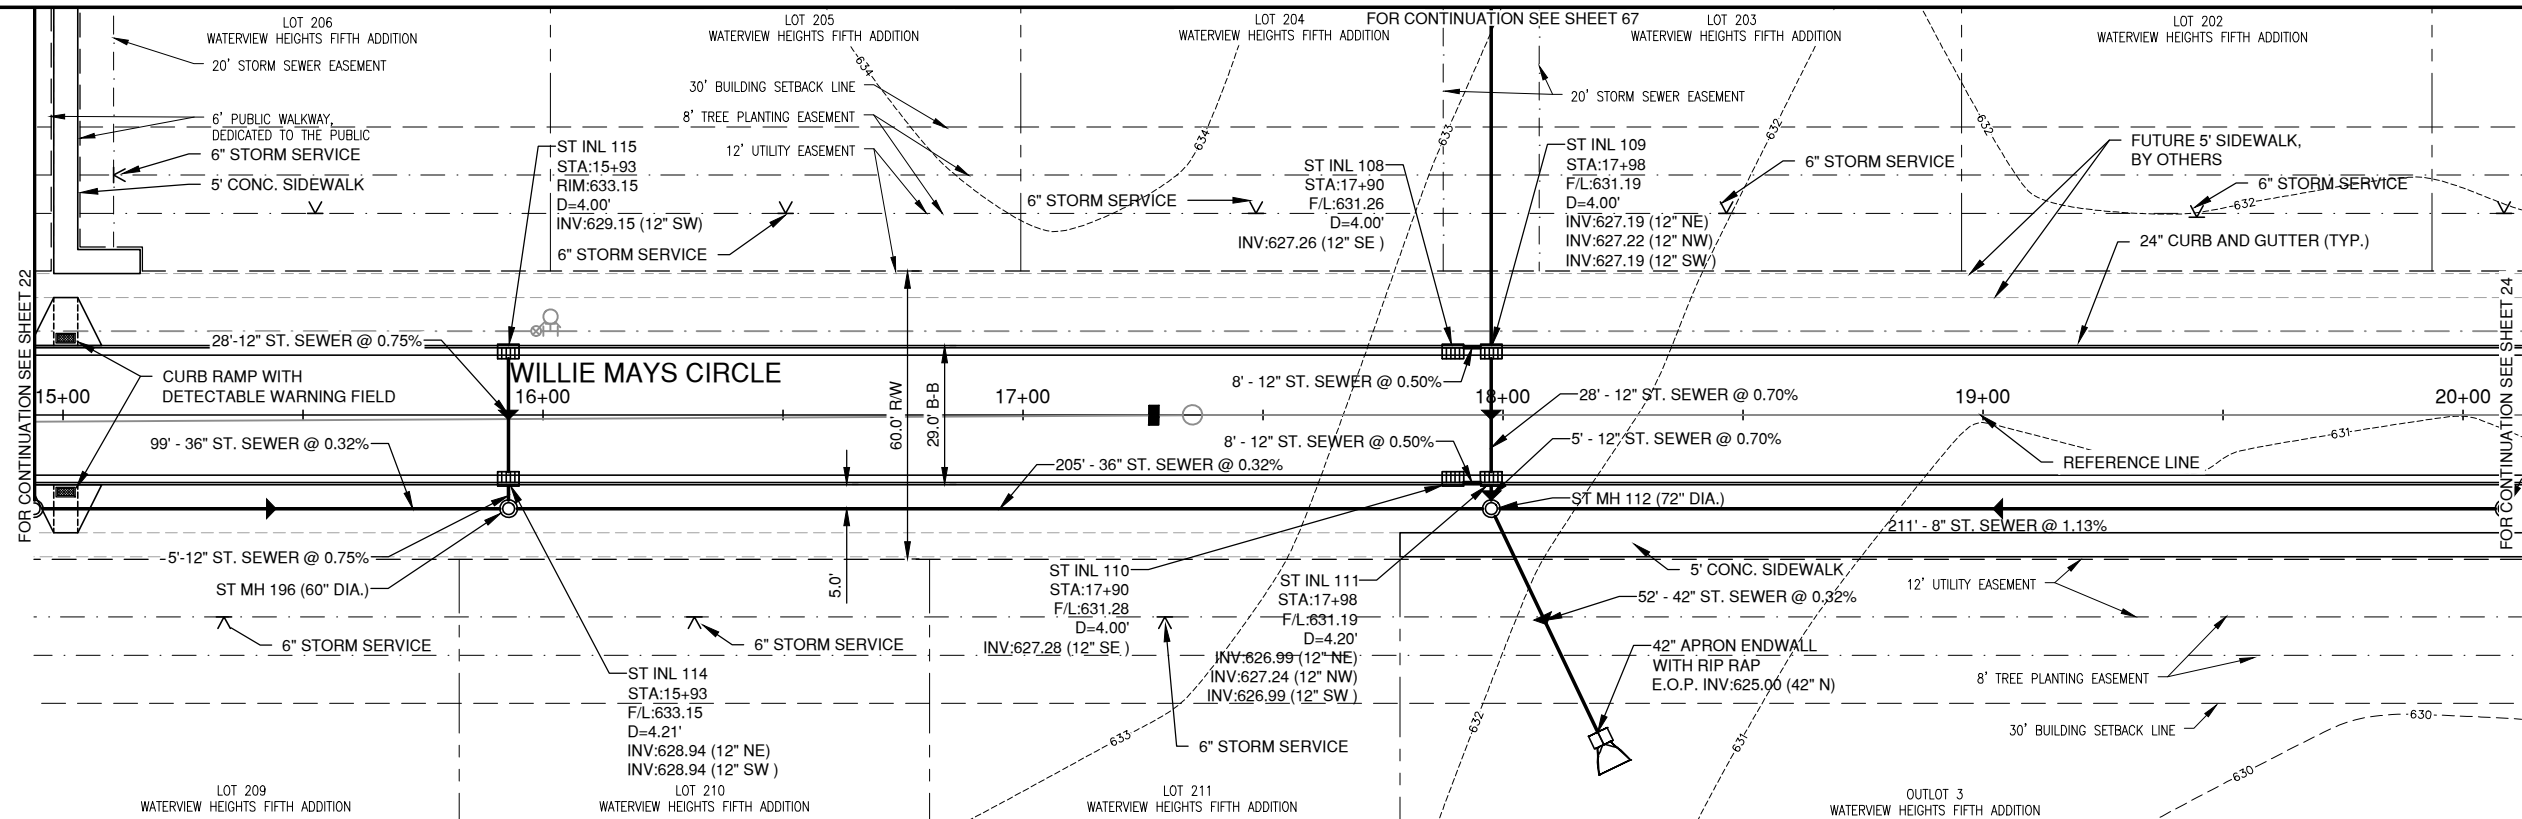 FOR CONTINUATION SEE SHEET 22
LOT 206
WATERVIEW HEIGHTS FIFTH ADDITION
LOT 205
WATERVIEW HEIGHTS FIFTH ADDITION
LOT 204
WATERVIEW HEIGHTS FIFTH ADDITION
FOR CONTINUATION SEE SHEET 67
LOT 203
WATERVIEW HEIGHTS FIFTH ADDITION
LOT 202
WATERVIEW HEIGHTS FIFTH ADDITION
20' STORM SEWER EASEMENT
6' PUBLIC WALKWAY,
DEDICATED TO THE PUBLIC
6" STORM SERVICE
5' CONC. SIDEWALK
634
30' BUILDING SETBACK LINE
8' TREE PLANTING EASEMENT
12' UTILITY EASEMENT
ST INL 115
STA:15+93
RIM:633.15
D=4.00'
INV:629.15 (12" SW)
6" STORM SERVICE
634
6" STORM SERVICE
ST INL 108
STA:17+90
F/L:631.26
D=4.00'
INV:627.26 (12" SE )
633
20' STORM SEWER EASEMENT
ST INL 109
STA:17+98
F/L:631.19
D=4.00'
INV:627.19 (12" NE)
INV:627.22 (12" NW)
INV:627.19 (12" SW)
632
6" STORM SERVICE
632
FUTURE 5' SIDEWALK,
BY OTHERS
6" STORM SERVICE
632
24" CURB AND GUTTER (TYP.)
28'-12" ST. SEWER @ 0.75%
CURB RAMP WITH
DETECTABLE WARNING FIELD
WILLIE MAYS CIRCLE
15+00
16+00
17+00
18+00
19+00
20+00
60.0' R/W
29.0' B-B
8' - 12" ST. SEWER @ 0.50%
28' - 12" ST. SEWER @ 0.70%
99' - 36" ST. SEWER @ 0.32%
8' - 12" ST. SEWER @ 0.50%
5' - 12" ST. SEWER @ 0.70%
205' - 36" ST. SEWER @ 0.32%
631
REFERENCE LINE
ST MH 112 (72" DIA.)
211' - 8" ST. SEWER @ 1.13%
FOR CONTINUATION SEE SHEET 24
5'-12" ST. SEWER @ 0.75%
ST MH 196 (60" DIA.)
5.0'
ST INL 110
STA:17+90
F/L:631.28
D=4.00'
INV:627.28 (12" SE )
ST INL 111
STA:17+98
F/L:631.19
D=4.20'
INV:626.99 (12" NE)
INV:627.24 (12" NW)
INV:626.99 (12" SW )
5' CONC. SIDEWALK
52' - 42" ST. SEWER @ 0.32%
12' UTILITY EASEMENT
6" STORM SERVICE
6" STORM SERVICE
42" APRON ENDWALL
WITH RIP RAP
E.O.P. INV:625.00 (42" N)
8' TREE PLANTING EASEMENT
ST INL 114
STA:15+93
F/L:633.15
D=4.21'
INV:628.94 (12" NE)
INV:628.94 (12" SW )
633
6" STORM SERVICE
632
631
30' BUILDING SETBACK LINE
630
630
LOT 209
WATERVIEW HEIGHTS FIFTH ADDITION
LOT 210
WATERVIEW HEIGHTS FIFTH ADDITION
LOT 211
WATERVIEW HEIGHTS FIFTH ADDITION
OUTLOT 3
WATERVIEW HEIGHTS FIFTH ADDITION